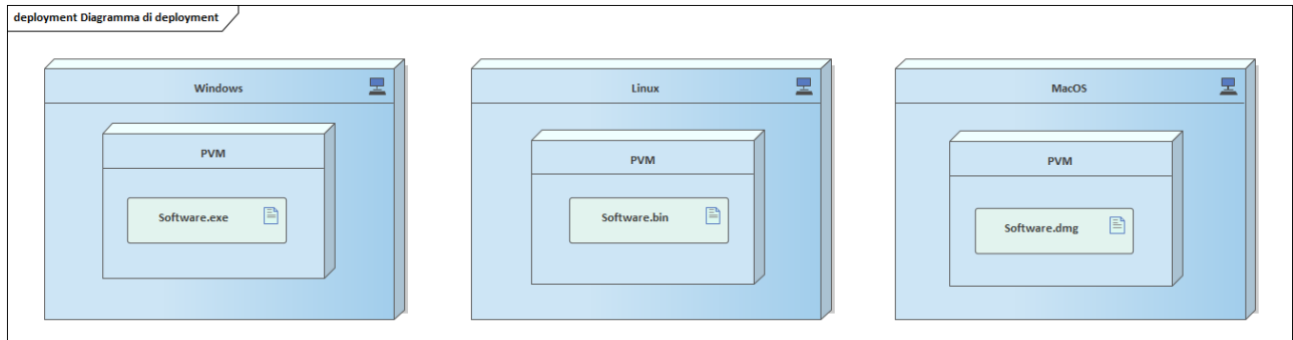 deployment Diagramma di deployment
Windows
Linux
MacOS
PVM
PVM
PVM
Software.exe
Software.bin
Software.dmg